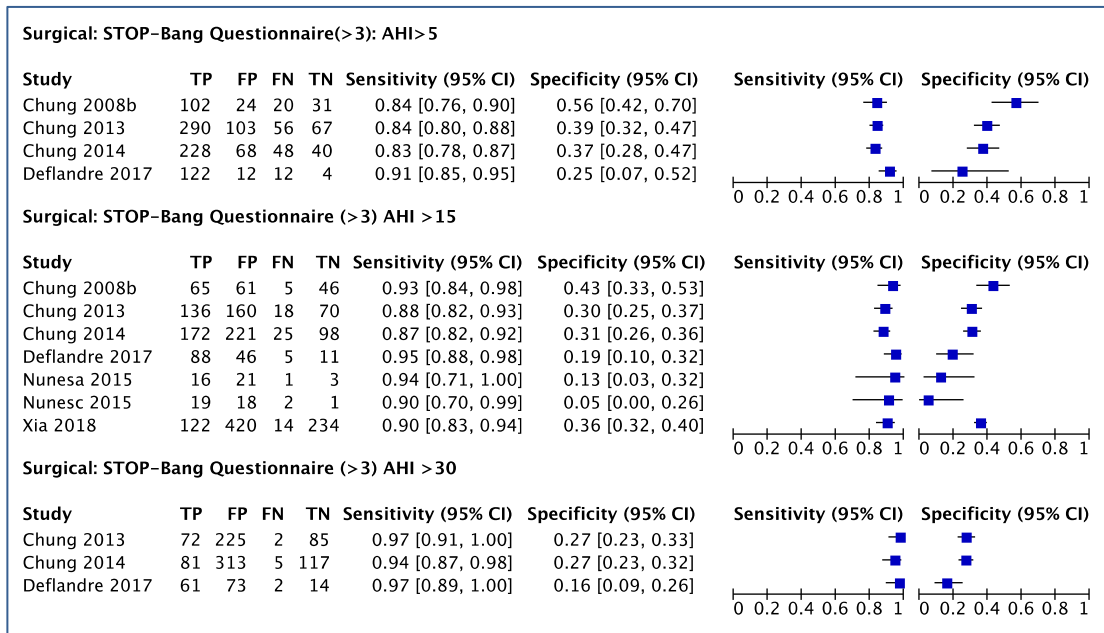 Surgical: STOP–Bang Questionnaire(>3): AHI>5
Study TP FP FN TN Sensitivity (95% CI) Specificity (95% CI) Sensitivity (95% CI) Specificity (95% CI)
Chung 2008b 102 24 20 31 0.84 [0.76, 0.90] 0.56 [0.42, 0.70]
Chung 2013 290 103 56 67 0.84 [0.80, 0.88] 0.39 [0.32, 0.47]
Chung 2014 228 68 48 40 0.83 [0.78, 0.87] 0.37 [0.28, 0.47]
Deflandre 2017 122 12 12 4 0.91 [0.85, 0.95] 0.25 [0.07, 0.52]
0 0.2 0.4 0.6 0.8 1 0 0.2 0.4 0.6 0.8 1
Surgical: STOP–Bang Questionnaire (>3) AHI >15
Study TP FP FN TN Sensitivity (95% CI) Specificity (95% CI) Sensitivity (95% CI) Specificity (95% CI)
Chung 2008b 65 61 5 46 0.93 [0.84, 0.98] 0.43 [0.33, 0.53]
Chung 2013 136 160 18 70 0.88 [0.82, 0.93] 0.30 [0.25, 0.37]
Chung 2014 172 221 25 98 0.87 [0.82, 0.92] 0.31 [0.26, 0.36]
Deflandre 2017 88 46 5 11 0.95 [0.88, 0.98] 0.19 [0.10, 0.32]
Nunesa 2015 16 21 1 3 0.94 [0.71, 1.00] 0.13 [0.03, 0.32]
Nunesc 2015 19 18 2 1 0.90 [0.70, 0.99] 0.05 [0.00, 0.26]
Xia 2018 122 420 14 234 0.90 [0.83, 0.94] 0.36 [0.32, 0.40]
0 0.2 0.4 0.6 0.8 1 0 0.2 0.4 0.6 0.8 1
Surgical: STOP–Bang Questionnaire (>3) AHI >30
Study TP FP FN TN Sensitivity (95% CI) Specificity (95% CI) Sensitivity (95% CI) Specificity (95% CI)
Chung 2013 72 225 2 85 0.97 [0.91, 1.00] 0.27 [0.23, 0.33]
Chung 2014 81 313 5 117 0.94 [0.87, 0.98] 0.27 [0.23, 0.32]
Deflandre 2017 61 73 2 14 0.97 [0.89, 1.00] 0.16 [0.09, 0.26]
0 0.2 0.4 0.6 0.8 1 0 0.2 0.4 0.6 0.8 1